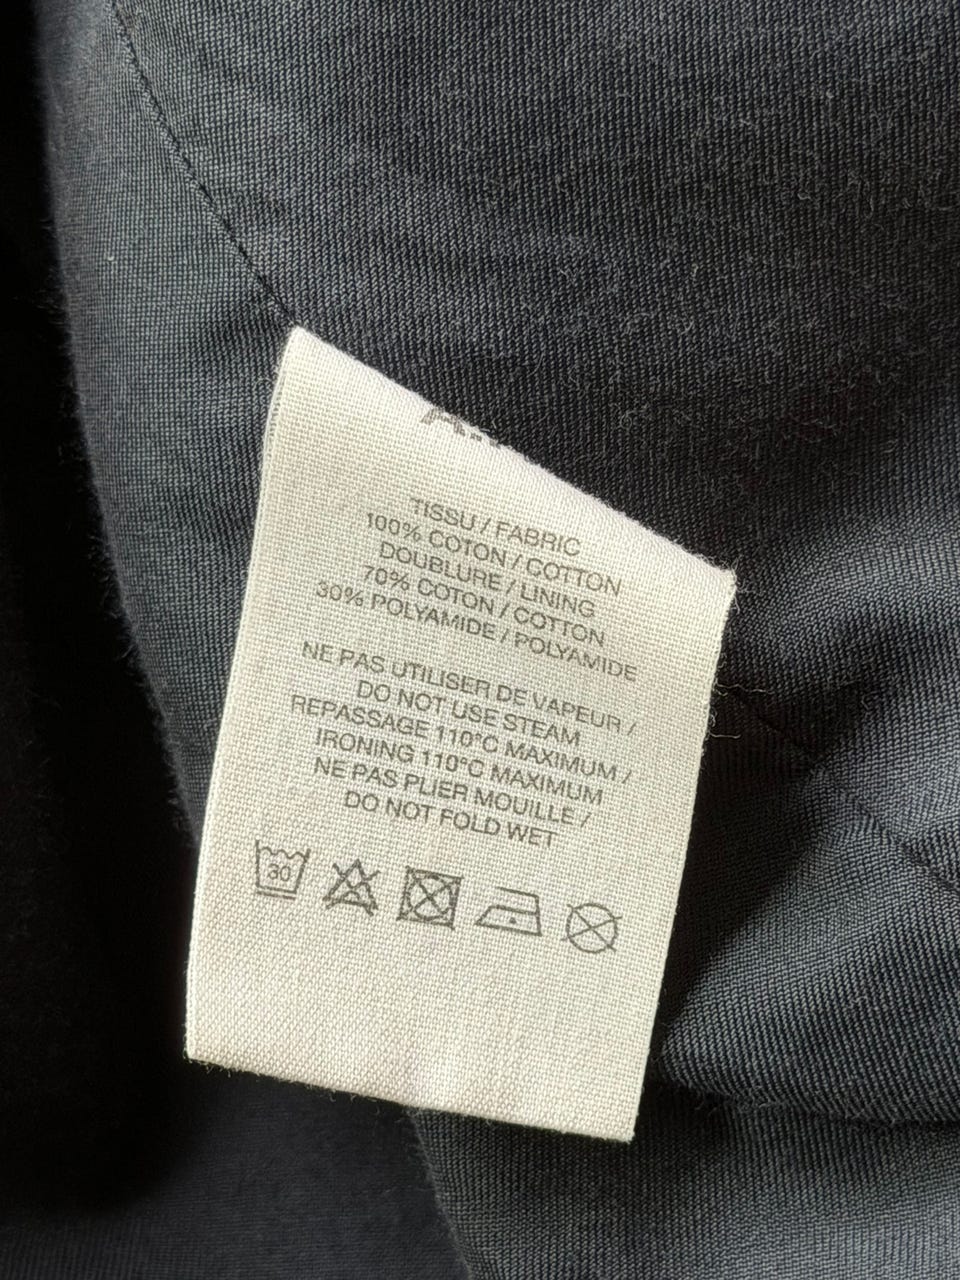 TISSU / FABRIC
100% COTON / COTTON
DOUBLURE / LINING
70% COTON / COTTON
30% POLYAMIDE / POLYAMIDE
NE PAS UTILISER DE VAPEUR /
DO NOT USE STEAM
REPASSAGE 110°C MAXIMUM /
IRONING 110°C MAXIMUM
NE PAS PLIER MOUILLE /
DO NOT FOLD WET
30